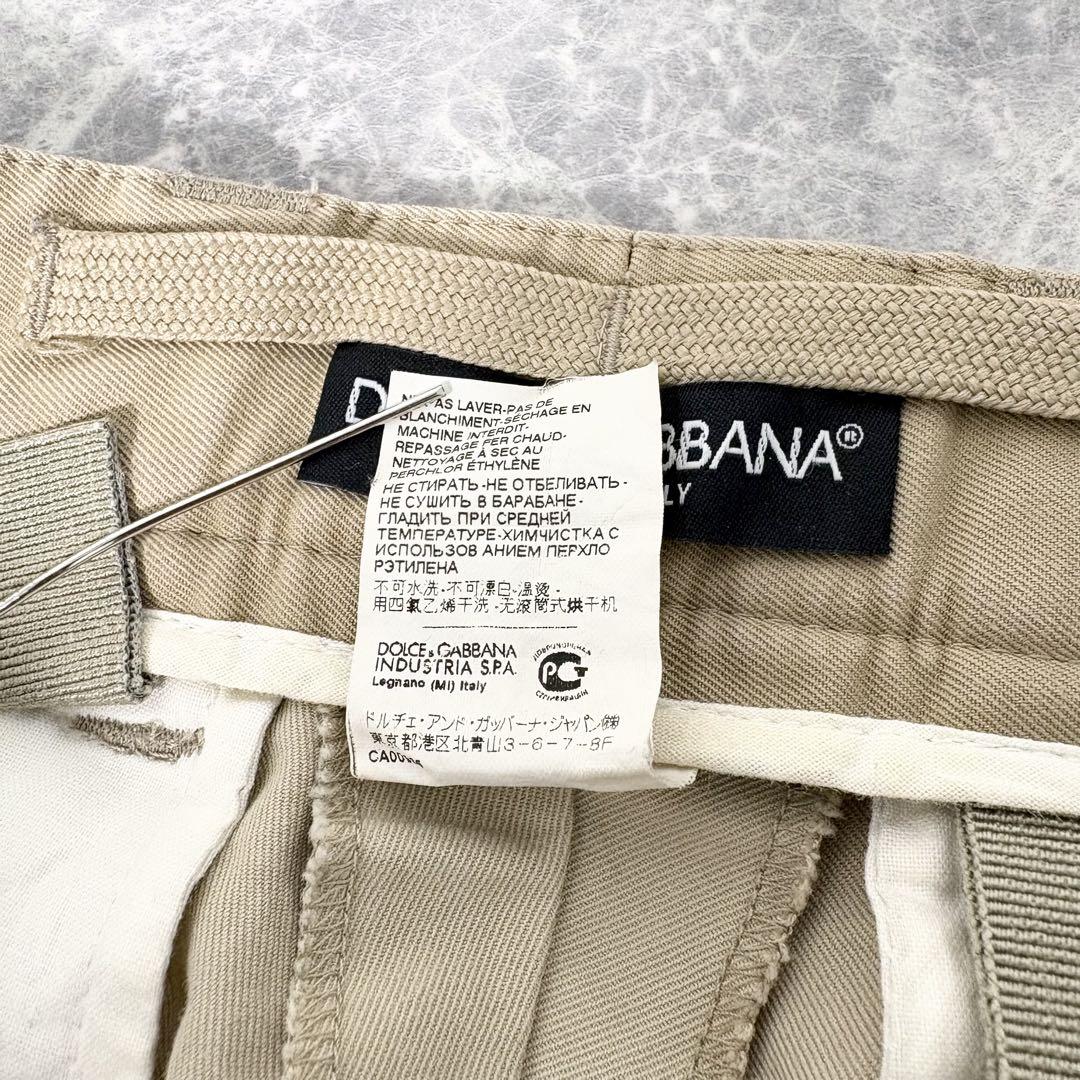 BBANA®
LY
PAS LAVER-PAS DE
BLANCHIMENT-SÉCHAGE EN
MACHINE INTERDIT-
REPASSAGE FER CHAUD-
NETTOYAGE À SEC AU
PERCHLOR ÉTHYLÈNE
НЕ СТИРАТЬ -НЕ ОТБЕЛИВАТЬ -
НЕ СУШИТЬ В БАРАБАНЕ -
ГЛАДИТЬ ПРИ СРЕДНЕЙ
ТЕМПЕРАТУРЕ-ХИМЧИСТКА С
ИСПОЛЬЗОВ АНИЕМ ПЕРХЛО
РЭТИЛЕНА
不可水洗-不可漂白-温烫-
用四氯乙烯干洗-无滚筒式烘干机
DOLCE & GABBANA
INDUSTRIA S.P.A.
Legnano (MI) Italy
ドルチェ・アンド・ガッバーナ・ジャパン㈱
東京都港区北青山3-6-7-8F